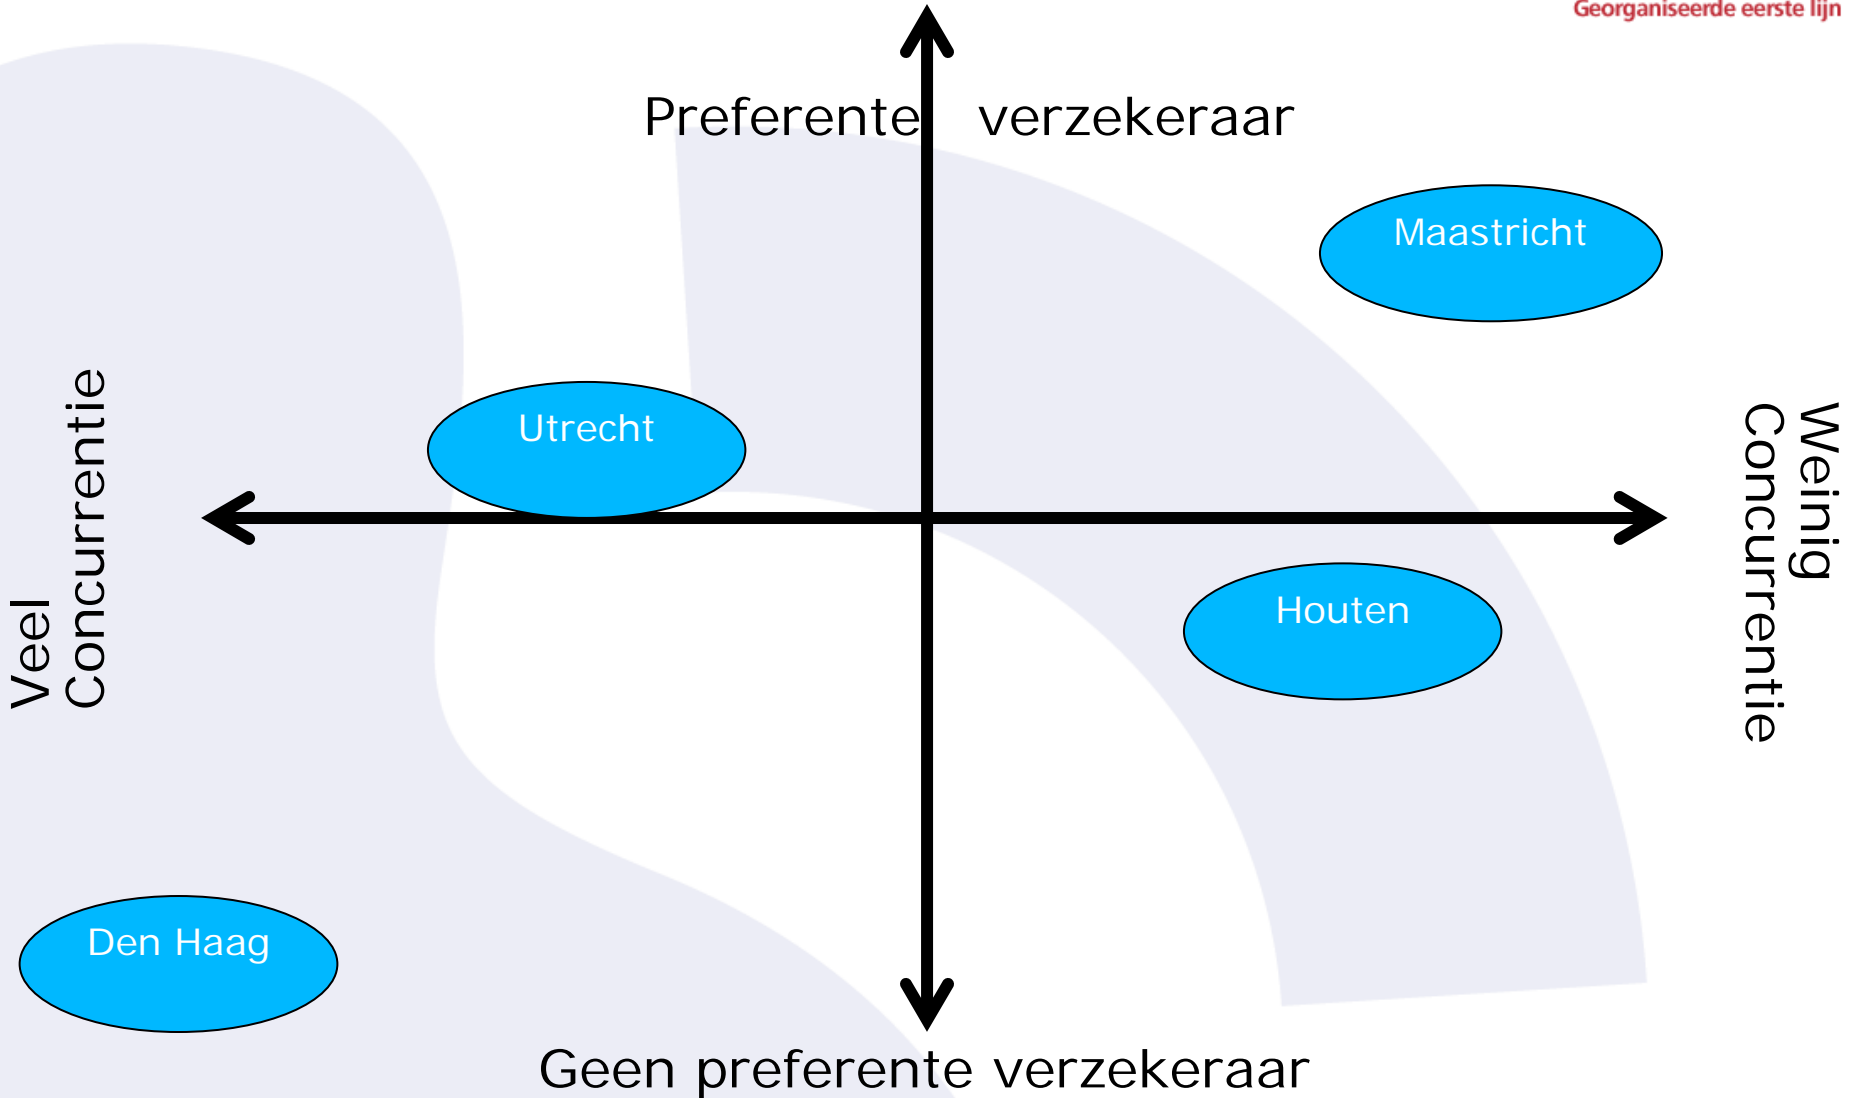 Georganiseerde eerste lijn
Preferente verzekeraar
Maastricht
Utrecht
Veel
Concurrentie
Weinig
Concurrentie
Houten
Den Haag
Geen preferente verzekeraar